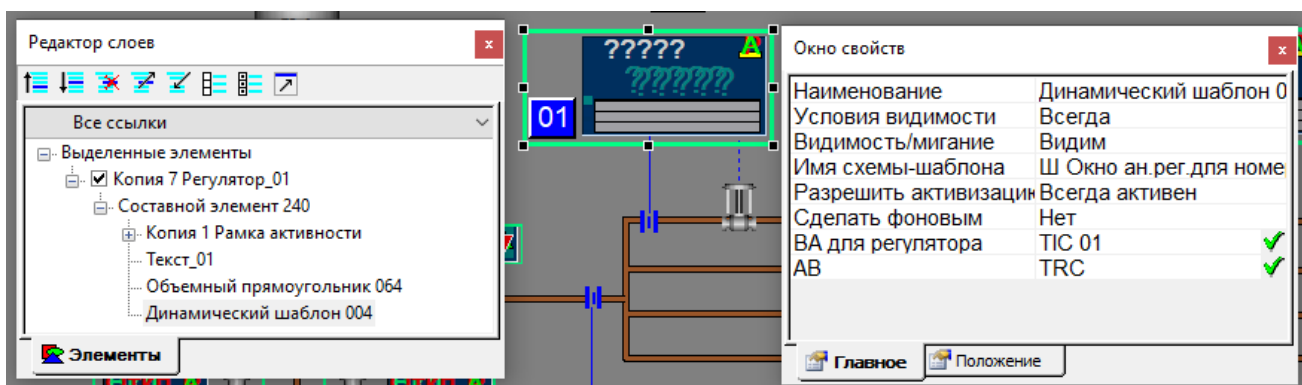 Редактор слоев
x
Все ссылки
Выделенные элементы
Копия 7 Регулятор_01
Составной элемент 240
Копия 1 Рамка активности
Текст_01
Объемный прямоугольник 064
Динамический шаблон 004
Элементы
?????
A
??????
01
Окно свойств
x
Наименование Динамический шаблон 0
Условия видимости Всегда
Видимость/мигание Видим
Имя схемы-шаблона Ш Окно ан.рег.для номе
Разрешить активизацик Всегда активен
Сделать фоновым Нет
ВА для регулятора TIC 01
АВ TRC
Главное
Положение